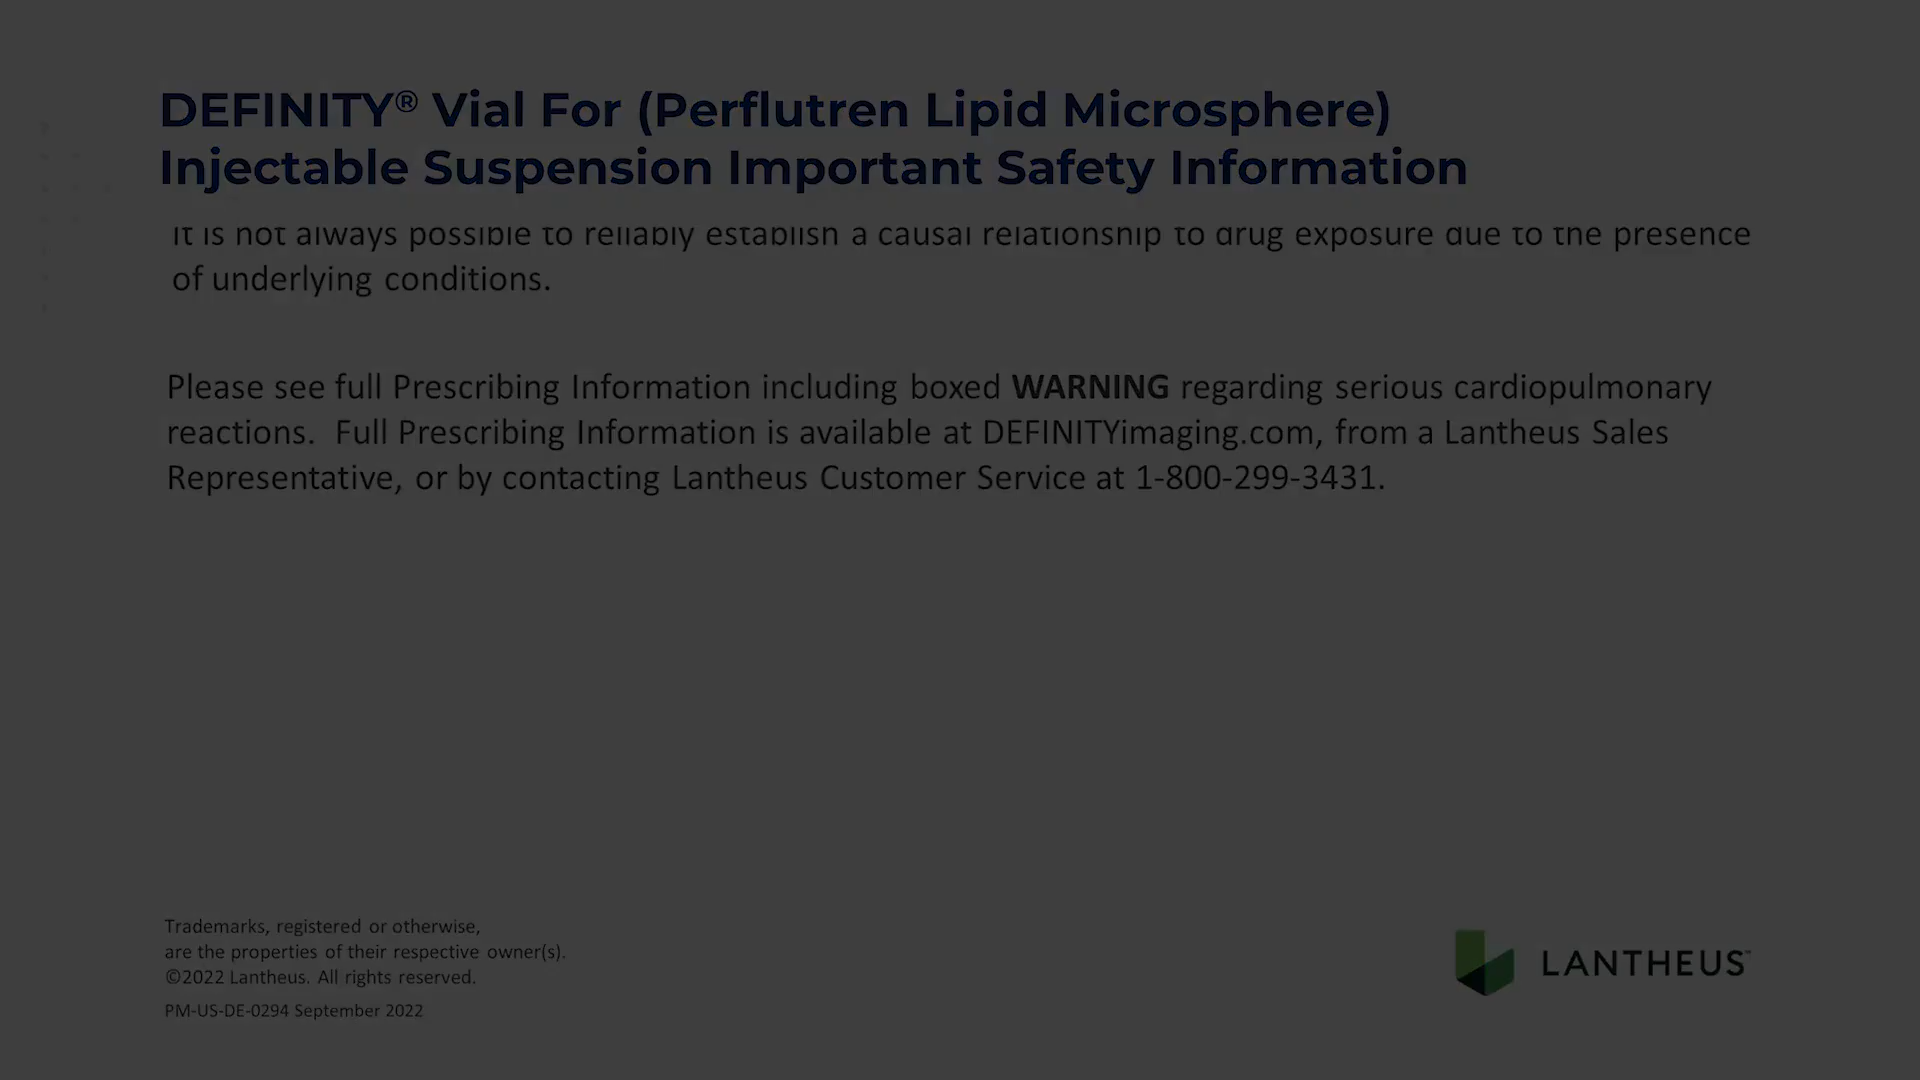 DEFINITY® Vial For (Perflutren Lipid Microsphere)
Injectable Suspension Important Safety Information
It is not always possible to reliably establish a causal relationship to drug exposure due to the presence
of underlying conditions.
Please see full Prescribing Information including boxed WARNING regarding serious cardiopulmonary
reactions.  Full Prescribing Information is available at DEFINITYimaging.com, from a Lantheus Sales
Representative, or by contacting Lantheus Customer Service at 1-800-299-3431.
Trademarks, registered or otherwise,
are the properties of their respective owner(s).
©2022 Lantheus. All rights reserved.
PM-US-DE-0294 September 2022
LANTHEUS™